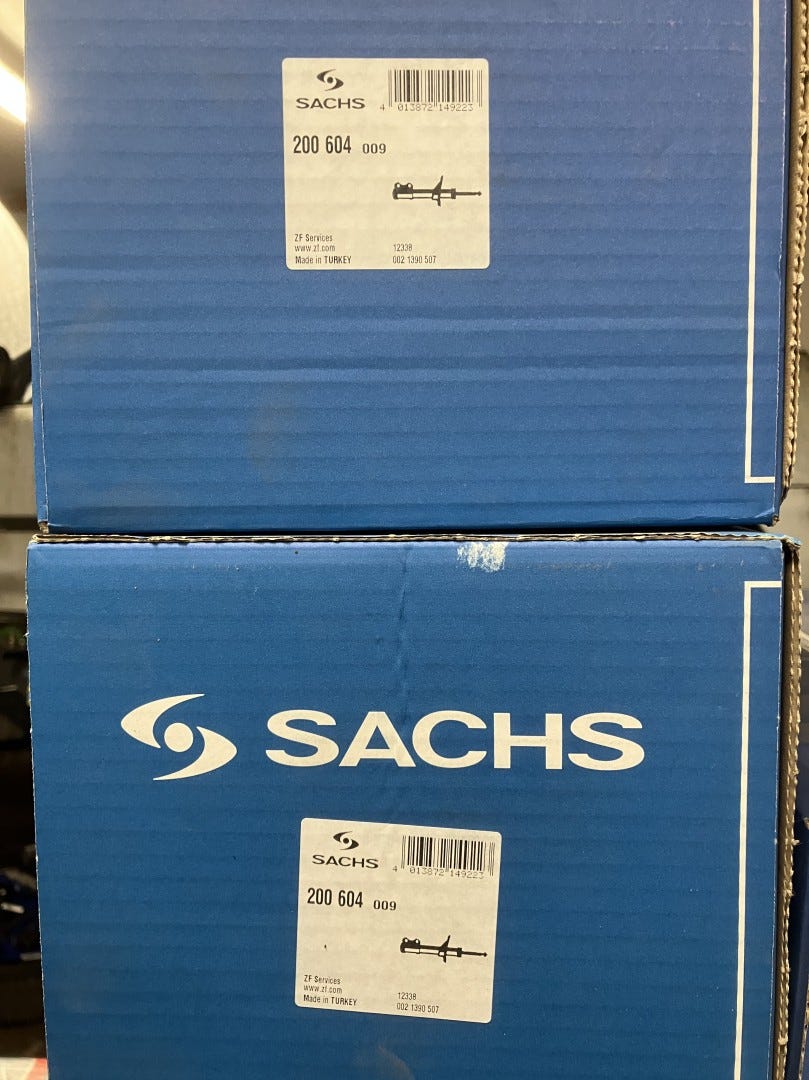 SACHS
4 013872 149223
200 604 009
ZF Services
www.zf.com
Made in TURKEY
12338
002 1390 507
SACHS
SACHS
4 013872 149223
200 604 009
ZF Services
www.zf.com
Made in TURKEY
12338
002 1390 507